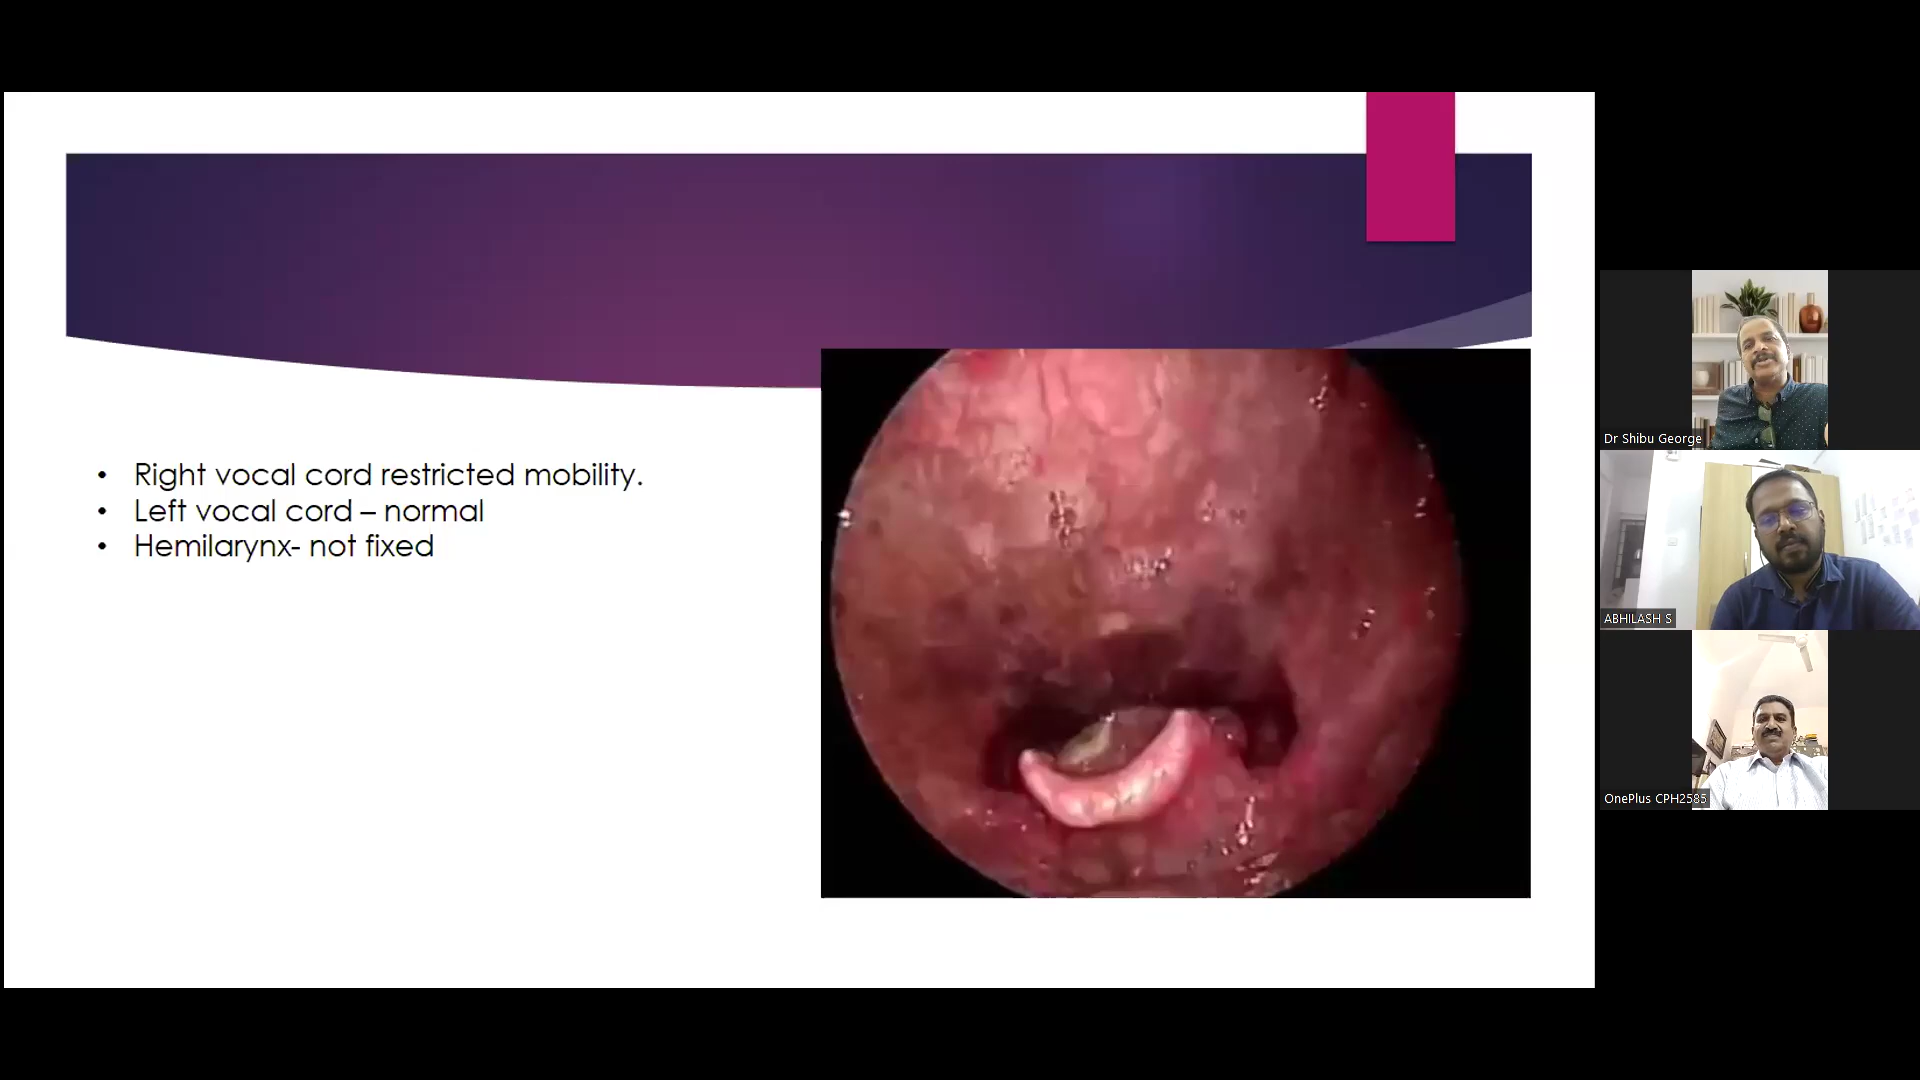 • Right vocal cord restricted mobility.
• Left vocal cord – normal
• Hemilarynx- not fixed
Dr Shibu George
ABHILASH S
OnePlus CPH2585